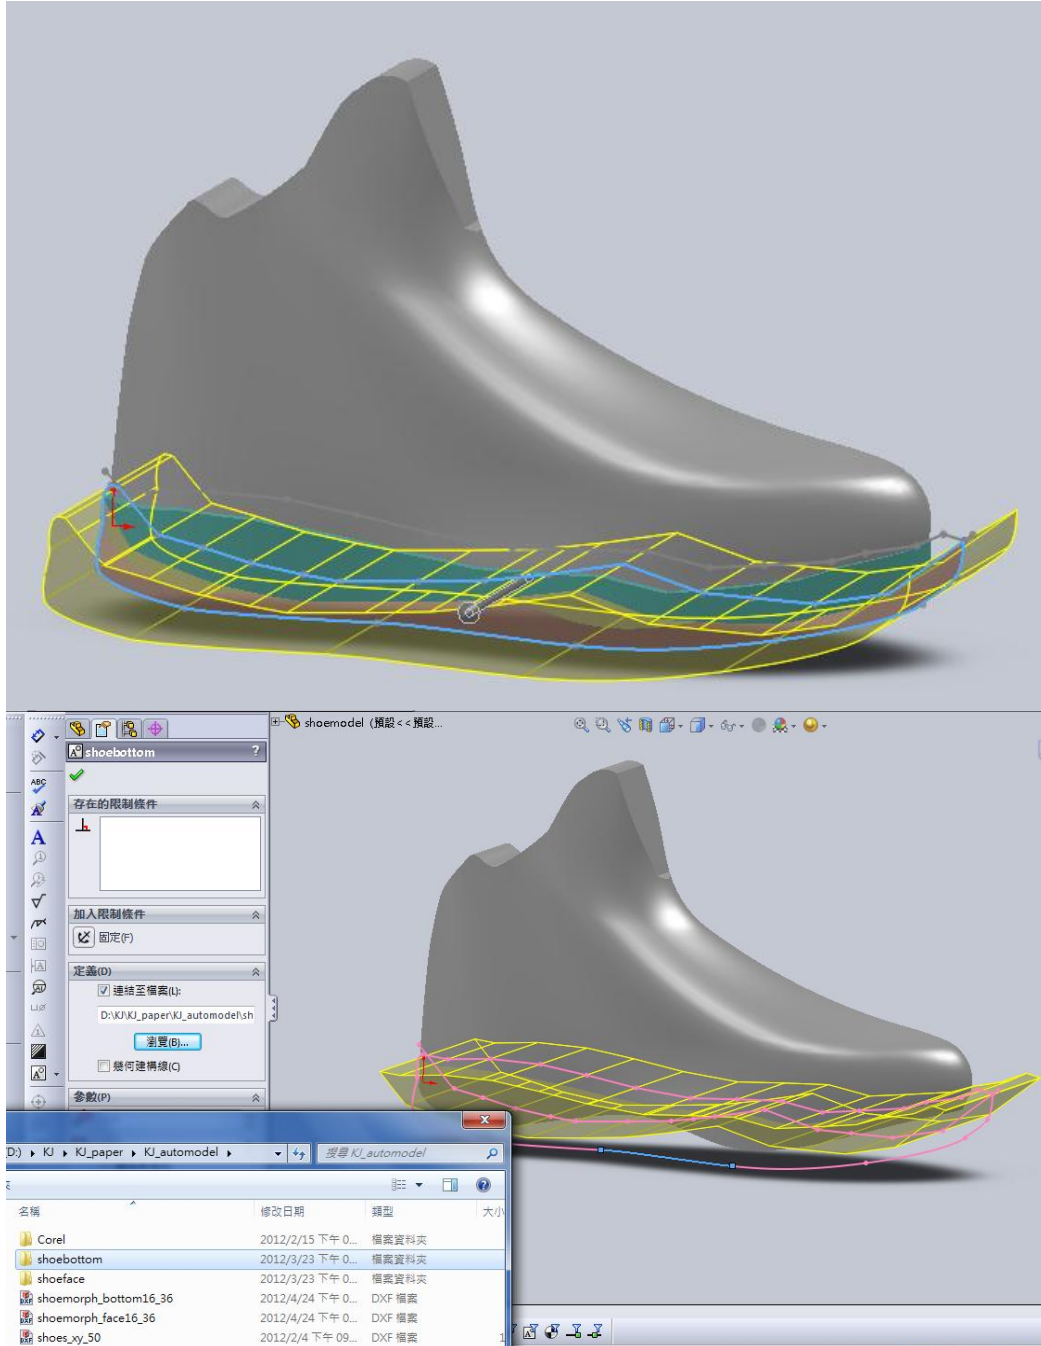 shoemodel (預設<<預設...
shoebottom ?
ABC
存在的限制條件
加入限制條件
固定(F)
定義(D)
連結至檔案(L):
D:\KJ\KJ_paper\KJ_automodel\sh
瀏覽(B)...
幾何建構線(C)
參數(P)
(D:) ▸ KJ ▸ KJ_paper ▸ KJ_automodel ▸
搜尋 KJ_automodel
名稱 修改日期 類型 大小
Corel 2012/2/15 下午 0... 檔案資料夾
shoebottom 2012/3/23 下午 0... 檔案資料夾
shoeface 2012/3/23 下午 0... 檔案資料夾
shoemorph_bottom16_36 2012/4/24 下午 0... DXF 檔案
shoemorph_face16_36 2012/4/24 下午 0... DXF 檔案
shoes_xy_50 2012/2/4 下午 09... DXF 檔案 1